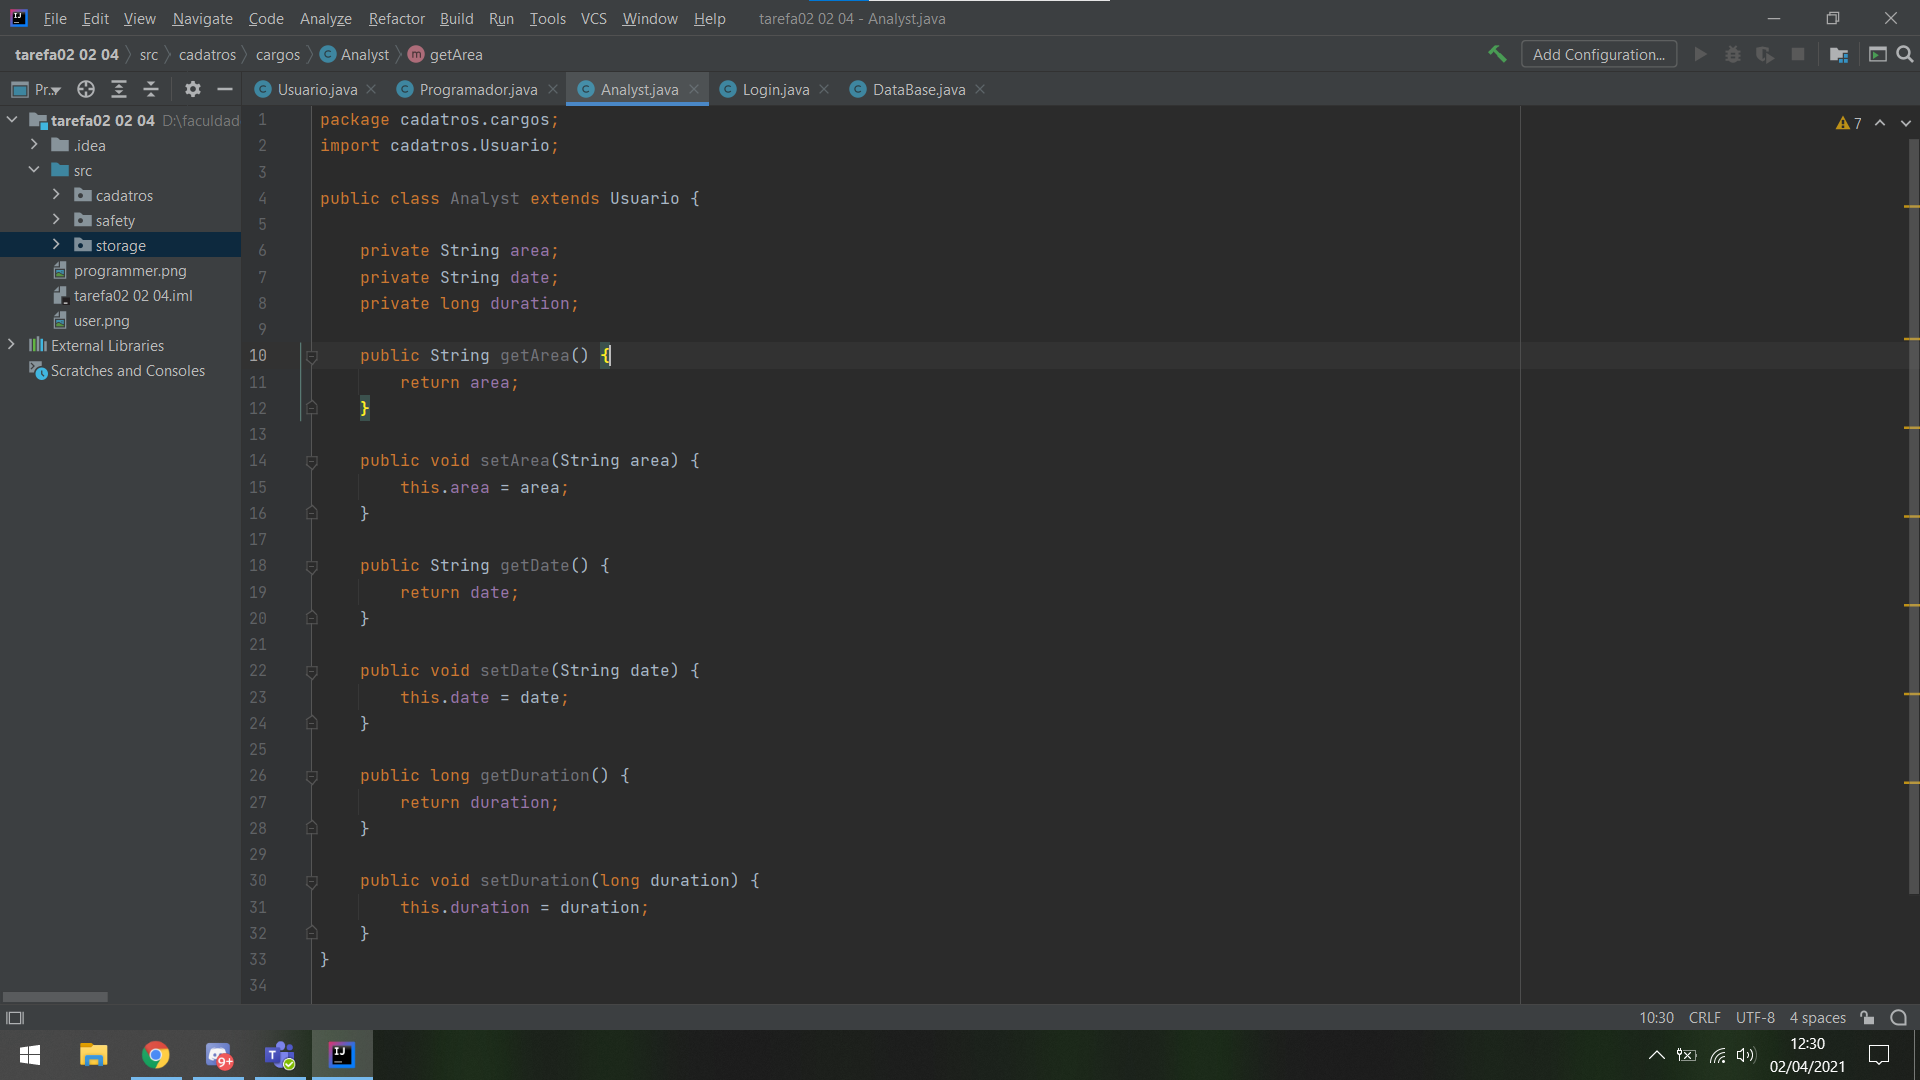 File Edit View Navigate Code Analyze Refactor Build Run Tools VCS Window Help tarefa02 02 04 - Analyst.java
tarefa02 02 04 src cadatros cargos Analyst getArea Add Configuration...
Pr... Usuario.java Programador.java Analyst.java Login.java DataBase.java
tarefa02 02 04 D:\faculdad
.idea
src
cadatros
safety
storage
programmer.png
tarefa02 02 04.iml
user.png
External Libraries
Scratches and Consoles
7
1 package cadatros.cargos;
2 import cadatros.Usuario;
3
4 public class Analyst extends Usuario {
5
6 private String area;
7 private String date;
8 private long duration;
9
10 public String getArea() {
11 return area;
12 }
13
14 public void setArea(String area) {
15 this.area = area;
16 }
17
18 public String getDate() {
19 return date;
20 }
21
22 public void setDate(String date) {
23 this.date = date;
24 }
25
26 public long getDuration() {
27 return duration;
28 }
29
30 public void setDuration(long duration) {
31 this.duration = duration;
32 }
33 }
34
10:30 CRLF UTF-8 4 spaces
9+
12:30
02/04/2021